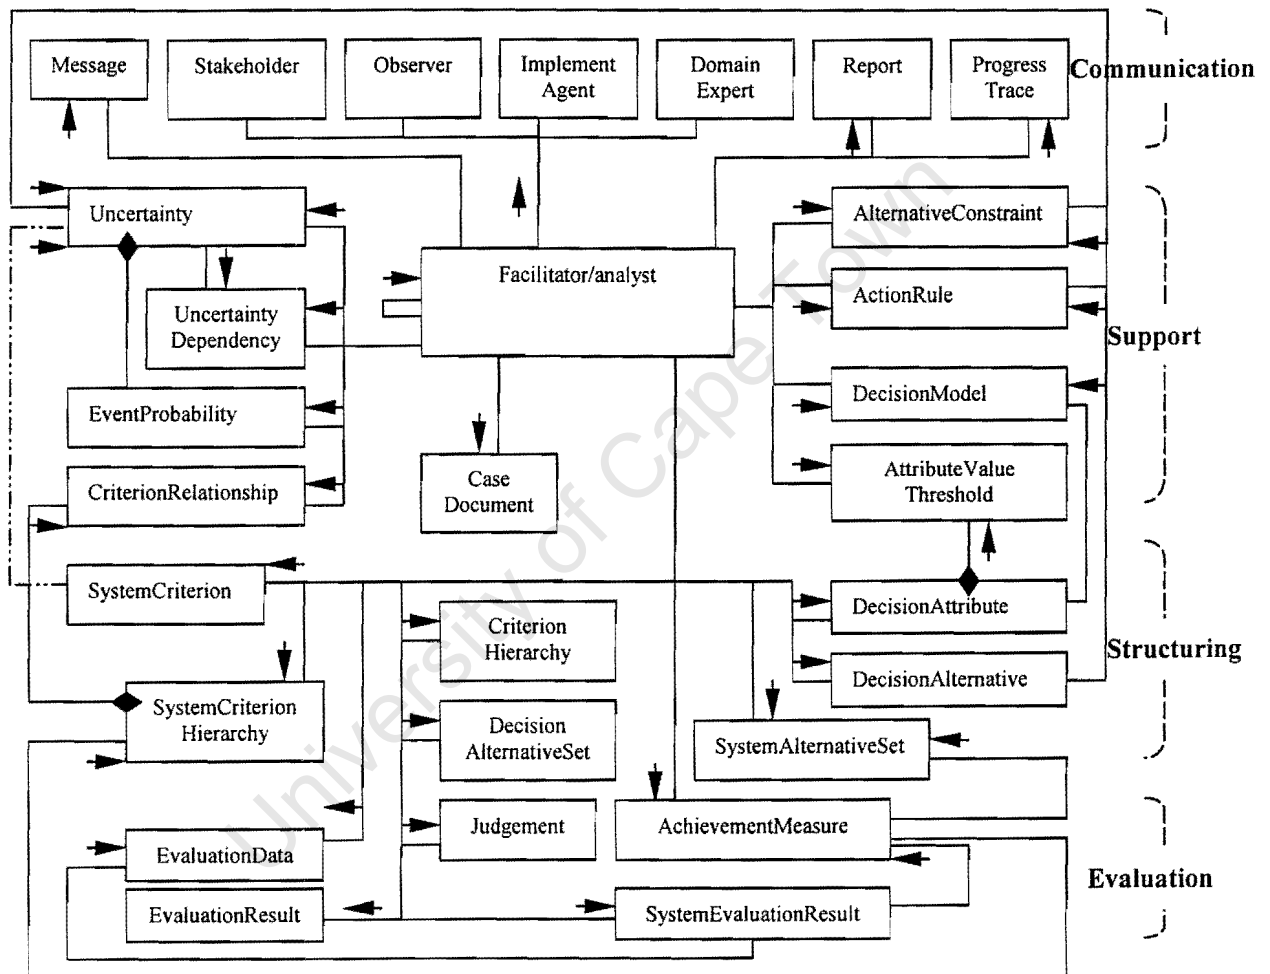 Message
Stakeholder
Observer
Implement
Agent
Domain
Expert
Report
Progress
Trace
Communication
Uncertainty
AlternativeConstraint
Facilitator/analyst
ActionRule
Uncertainty
Dependency
Support
EventProbability
DecisionModel
CriterionRelationship
Case
Document
AttributeValue
Threshold
SystemCriterion
DecisionAttribute
Criterion
Hierarchy
Structuring
DecisionAlternative
SystemCriterion
Hierarchy
Decision
AlternativeSet
SystemAlternativeSet
Judgement
AchievementMeasure
EvaluationData
Evaluation
EvaluationResult
SystemEvaluationResult
University of Cape Town